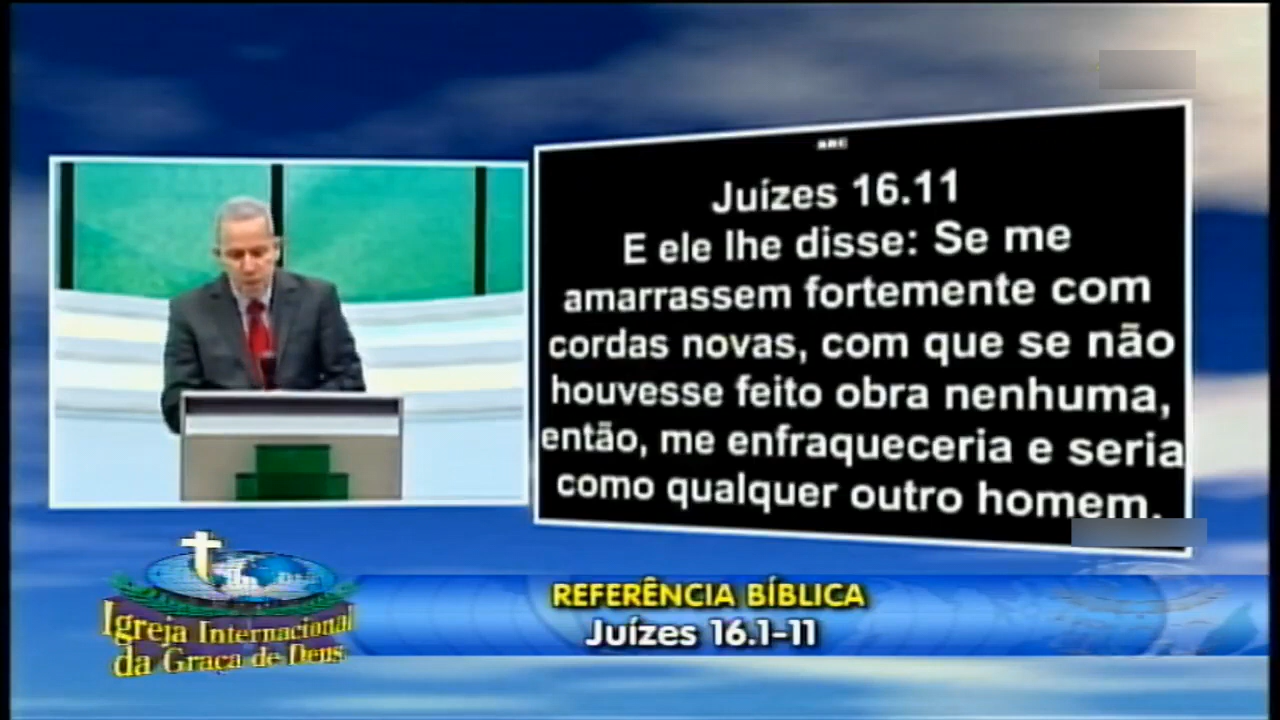 ARC
Juízes 16.11
E ele lhe disse: Se me
amarrassem fortemente com
cordas novas, com que se não
houvesse feito obra nenhuma,
então, me enfraqueceria e seria
como qualquer outro homem.
Igreja Internacional
da Graça de Deus
REFERÊNCIA BÍBLICA
Juízes 16.1-11